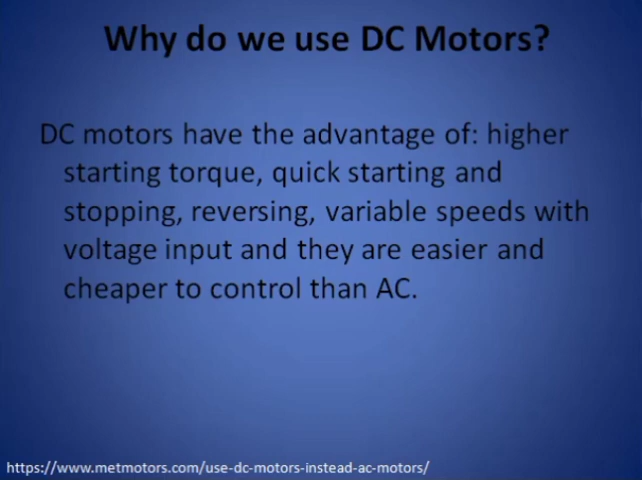 Why do we use DC Motors?
DC motors have the advantage of: higher
starting torque, quick starting and
stopping, reversing, variable speeds with
voltage input and they are easier and
cheaper to control than AC.
https://www.metmotors.com/use-dc-motors-instead-ac-motors/